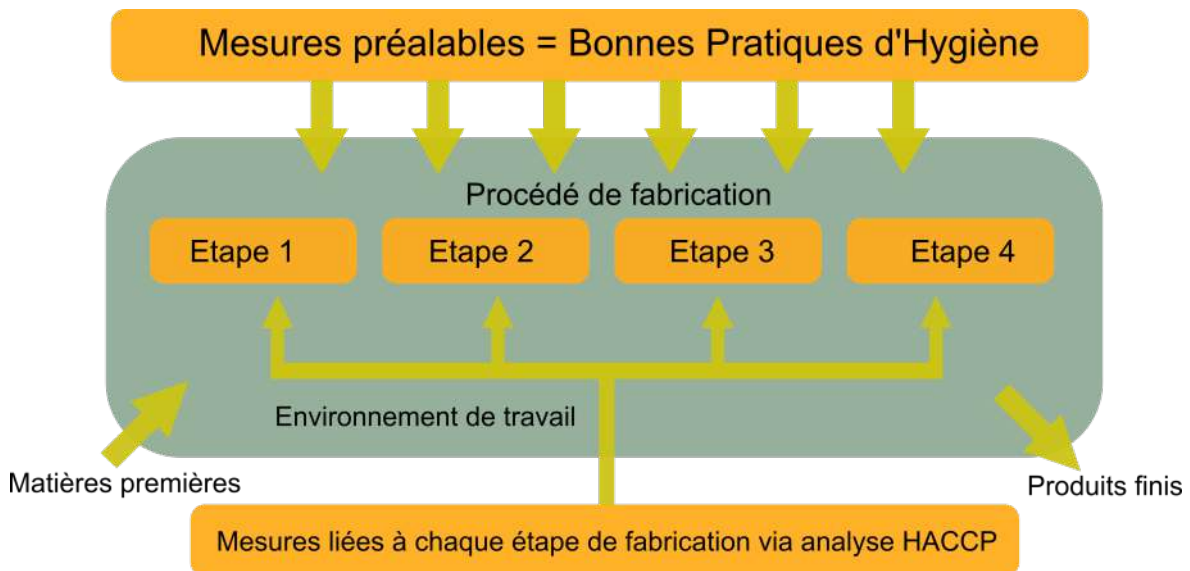 Mesures préalables = Bonnes Pratiques d'Hygiène
Procédé de fabrication
Etape 1
Etape 2
Etape 3
Etape 4
Environnement de travail
Matières premières
Produits finis
Mesures liées à chaque étape de fabrication via analyse HACCP